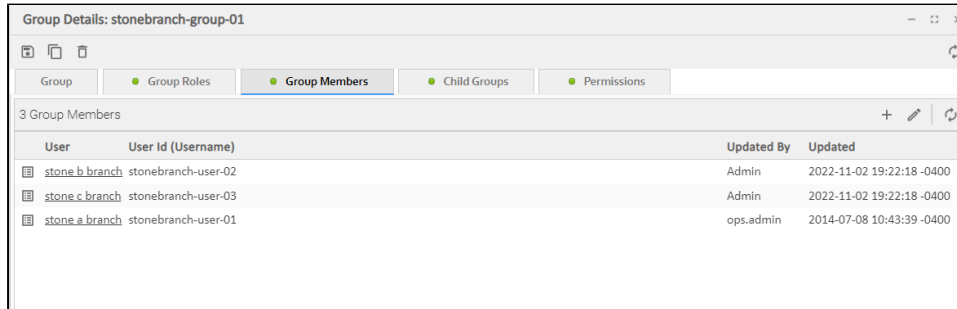 Group Details: stonebranch-group-01
Group Group Roles Group Members Child Groups Permissions
3 Group Members
User User Id (Username) Updated By Updated
stone b branch stonebranch-user-02 Admin 2022-11-02 19:22:18 -0400
stone c branch stonebranch-user-03 Admin 2022-11-02 19:22:18 -0400
stone a branch stonebranch-user-01 ops.admin 2014-07-08 10:43:39 -0400